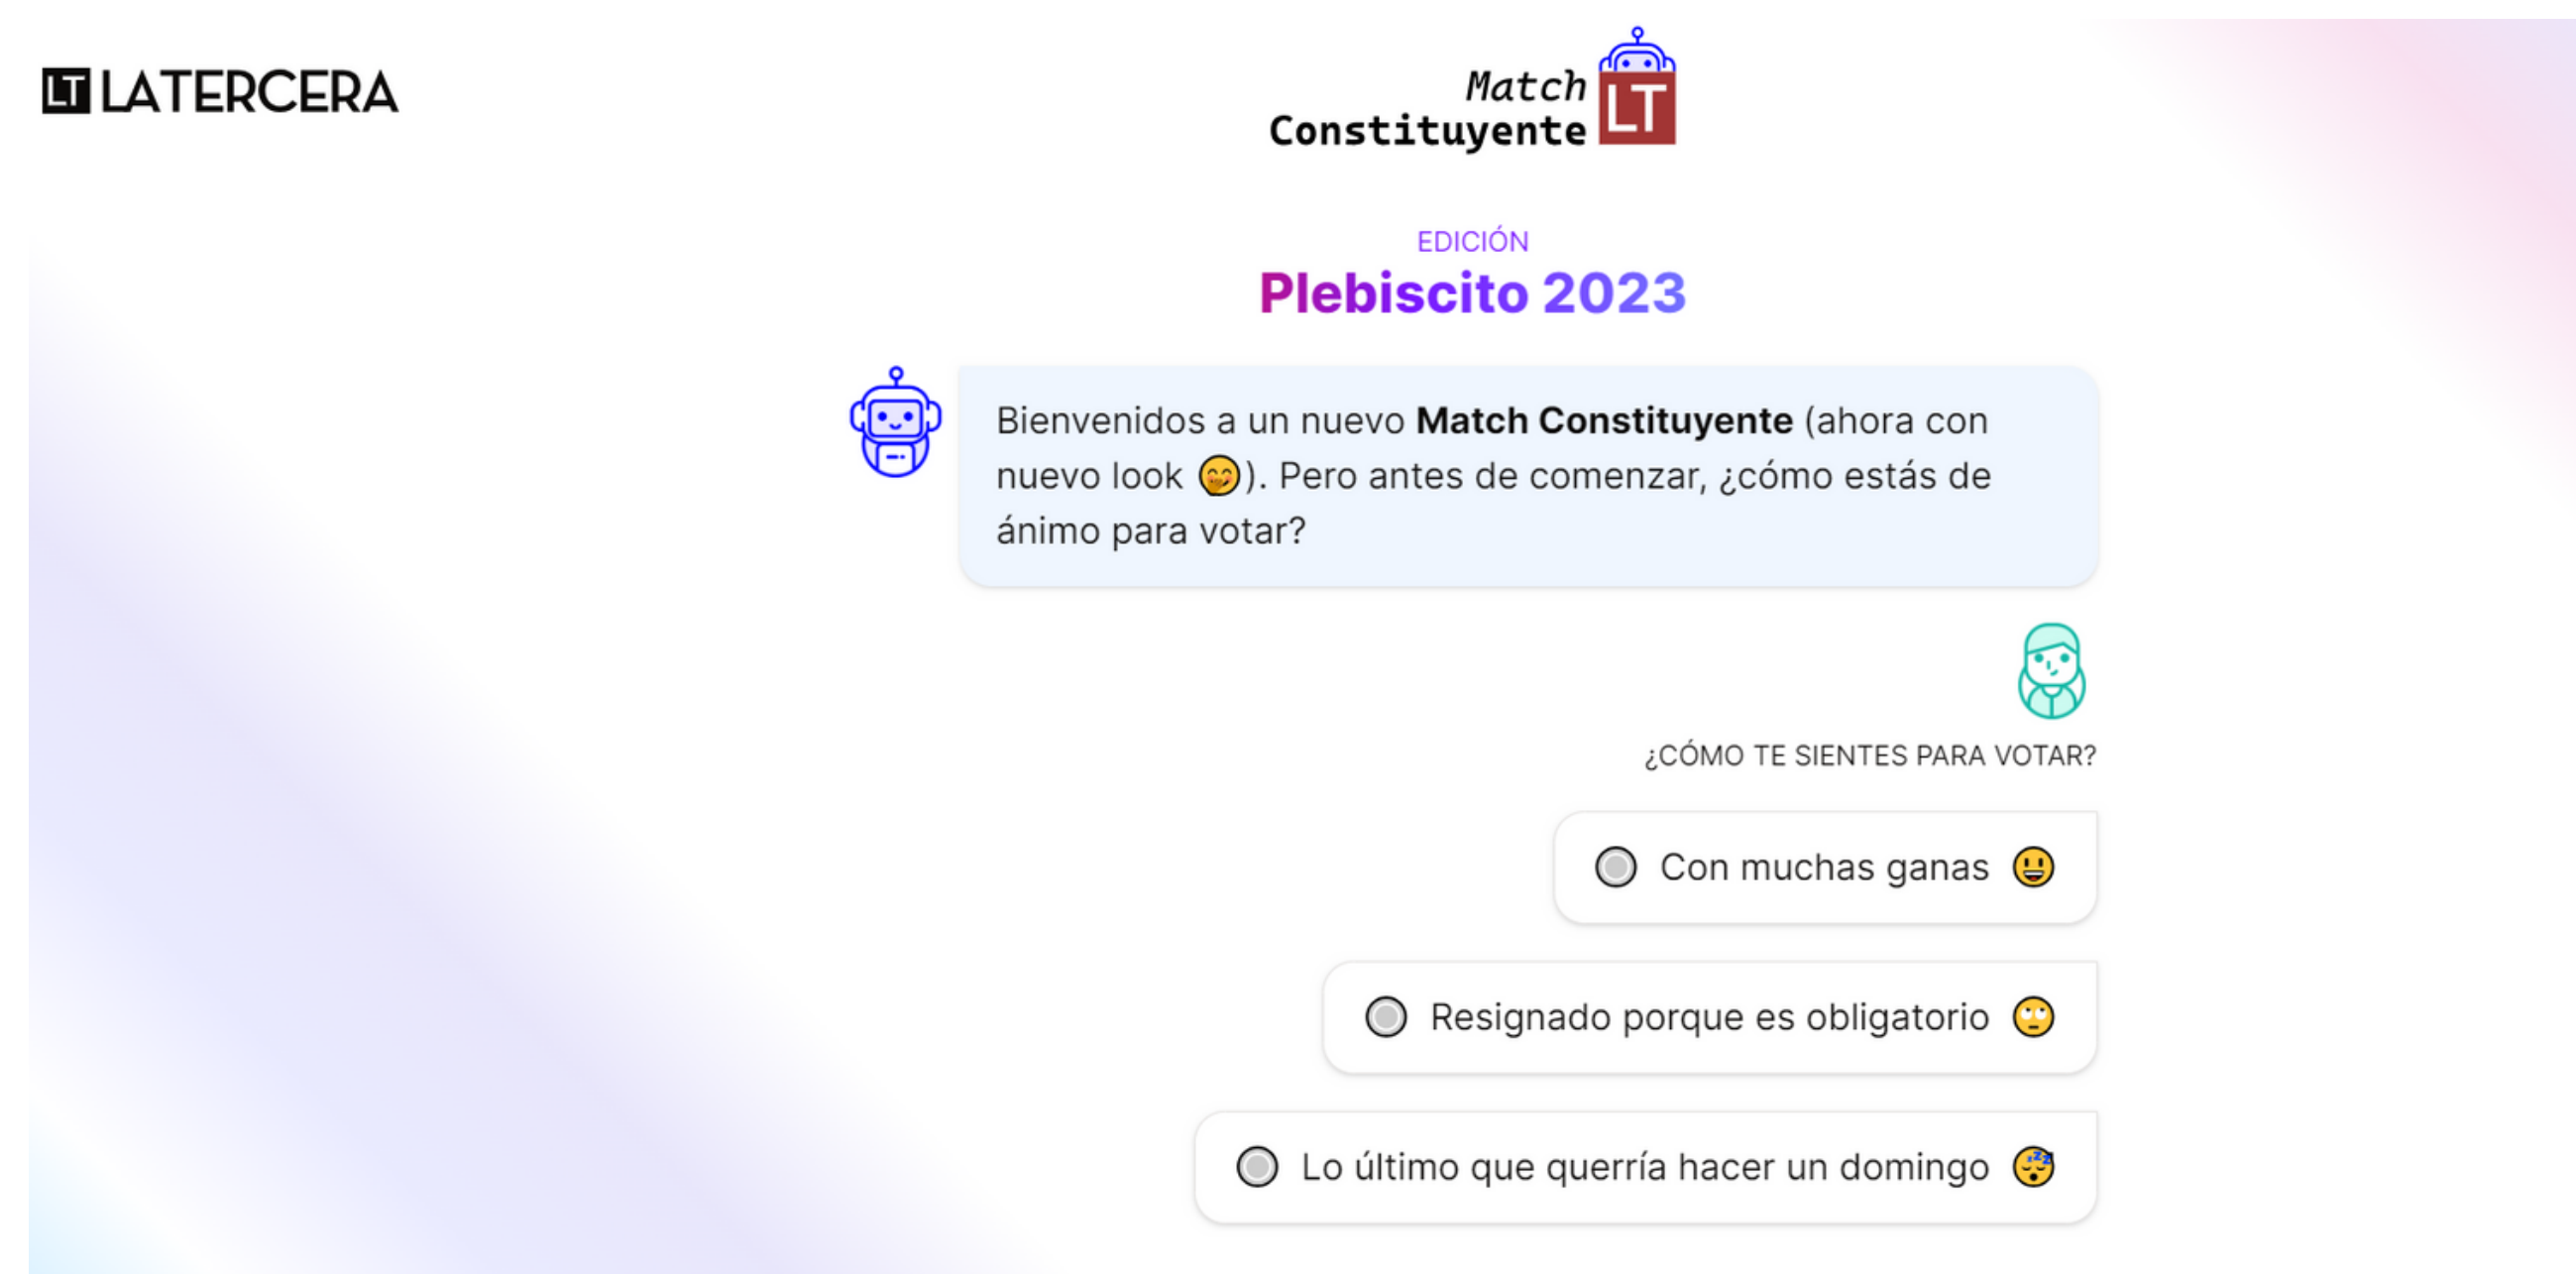 LT LATERCERA
Match
Constituyente LT
EDICIÓN
Plebiscito 2023
Bienvenidos a un nuevo Match Constituyente (ahora con
nuevo look 🤭). Pero antes de comenzar, ¿cómo estás de
ánimo para votar?
¿CÓMO TE SIENTES PARA VOTAR?
Con muchas ganas 😃
Resignado porque es obligatorio 🙄
Lo último que querría hacer un domingo 😴